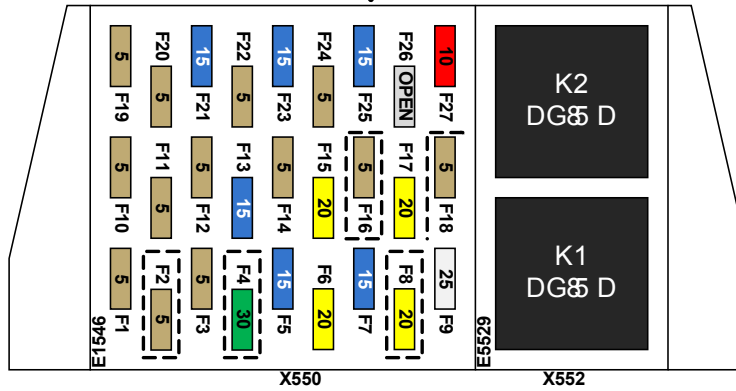 5 F20 15 F22 15 F24 15 F26 10
F19 5 F21 5 F23 5 F25 OPEN F27
5 F11 5 F13 5 F15 5 F17 5
F10 5 F12 15 F14 20 F16 20 F18
5 F2 5 F4 15 F6 15 F8 25
F1 5 F3 30 F5 20 F7 20 F9
E1546
E5529
K2
DG85 D
K1
DG85 D
X550
X552